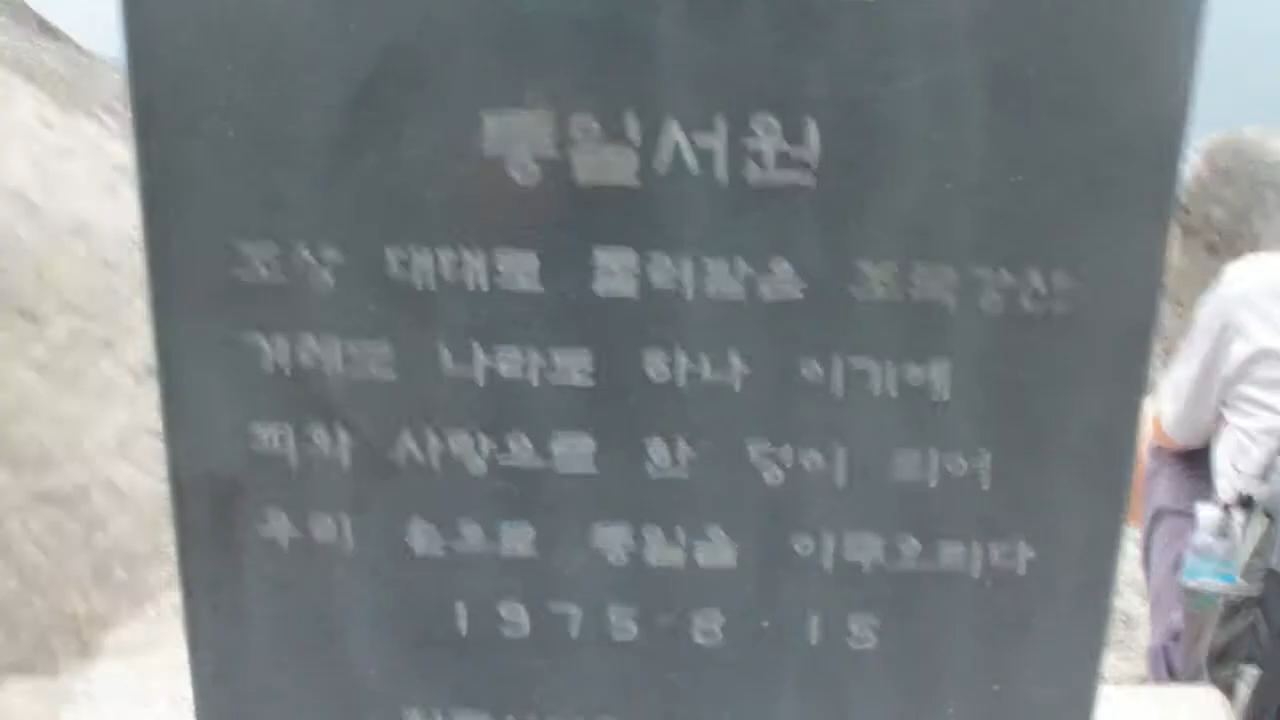 통일서원
조상 대대로 물려받은 조국강산
겨레도 나라도 하나 이기에
피와 사랑으로 한 덩이 되어
우리 손으로 통일을 이루오리다
1975 8·15